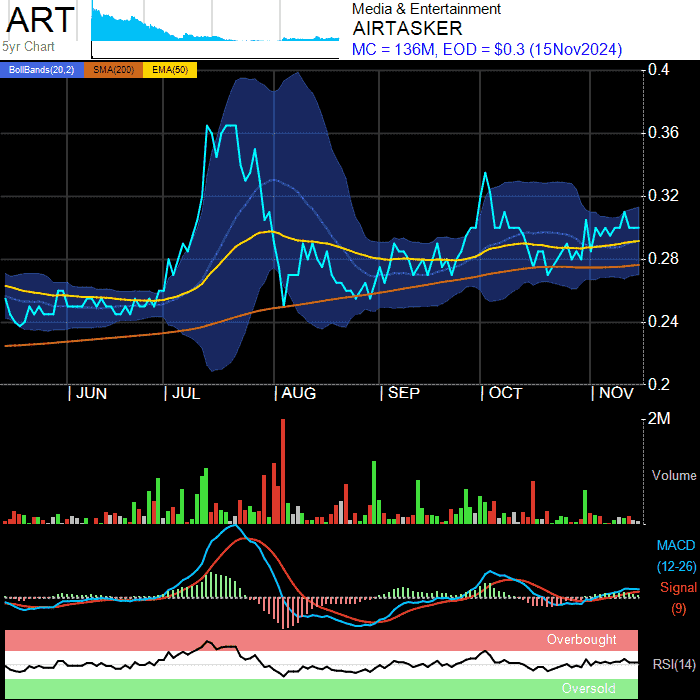 ART
5yr Chart
Media & Entertainment
AIRTASKER
MC = 136M, EOD = $0.3 (15Nov2024)
BollBands(20,2) SMA(200) EMA(50)
0.4
0.36
0.32
0.28
0.24
0.2
| JUN | JUL | AUG | SEP | OCT | NOV
2M
Volume
MACD
(12-26)
Signal
(9)
Overbought
RSI(14)
Oversold